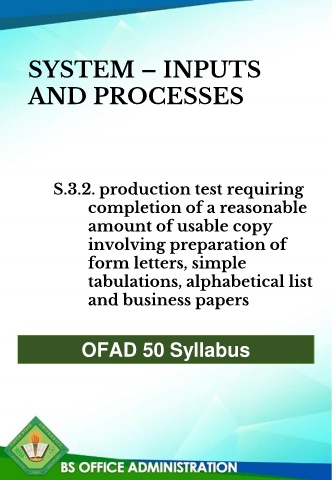 SYSTEM – INPUTS
AND PROCESSES
S.3.2. production test requiring
completion of a reasonable
amount of usable copy
involving preparation of
form letters, simple
tabulations, alphabetical list
and business papers
OFAD 50 Syllabus
BS OFFICE ADMINISTRATION